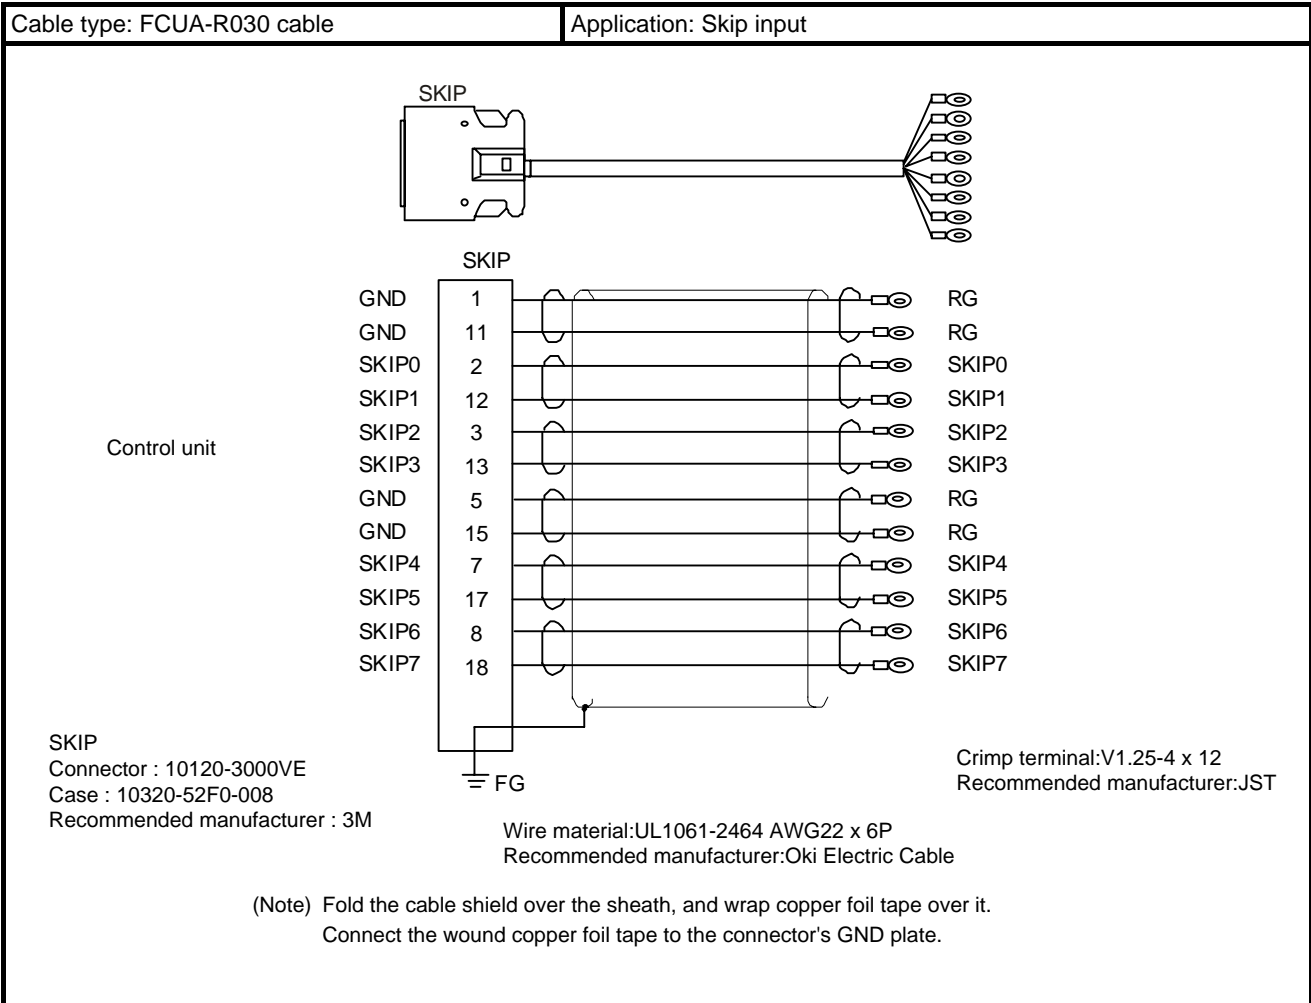 Cable type: FCUA-R030 cable
Application: Skip input
SKIP
SKIP
GND 1 RG
GND 11 RG
SKIP0 2 SKIP0
SKIP1 12 SKIP1
SKIP2 3 SKIP2
Control unit
SKIP3 13 SKIP3
GND 5 RG
GND 15 RG
SKIP4 7 SKIP4
SKIP5 17 SKIP5
SKIP6 8 SKIP6
SKIP7 18 SKIP7
FG
SKIP
Connector : 10120-3000VE
Case : 10320-52F0-008
Recommended manufacturer : 3M
Crimp terminal:V1.25-4 x 12
Recommended manufacturer:JST
Wire material:UL1061-2464 AWG22 x 6P
Recommended manufacturer:Oki Electric Cable
(Note) Fold the cable shield over the sheath, and wrap copper foil tape over it.
Connect the wound copper foil tape to the connector's GND plate.